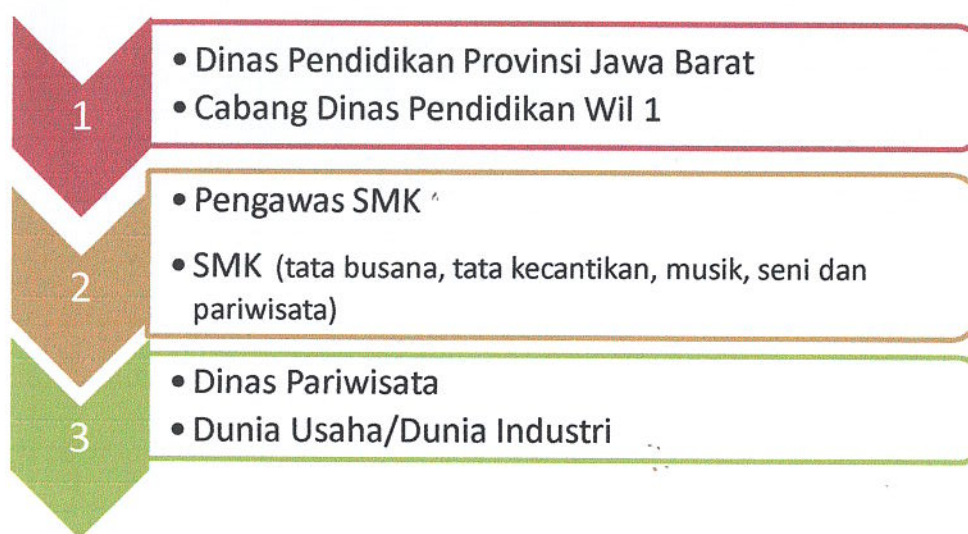 1
• Dinas Pendidikan Provinsi Jawa Barat
• Cabang Dinas Pendidikan Wil 1
2
• Pengawas SMK
• SMK (tata busana, tata kecantikan, musik, seni dan
pariwisata)
3
• Dinas Pariwisata
• Dunia Usaha/Dunia Industri